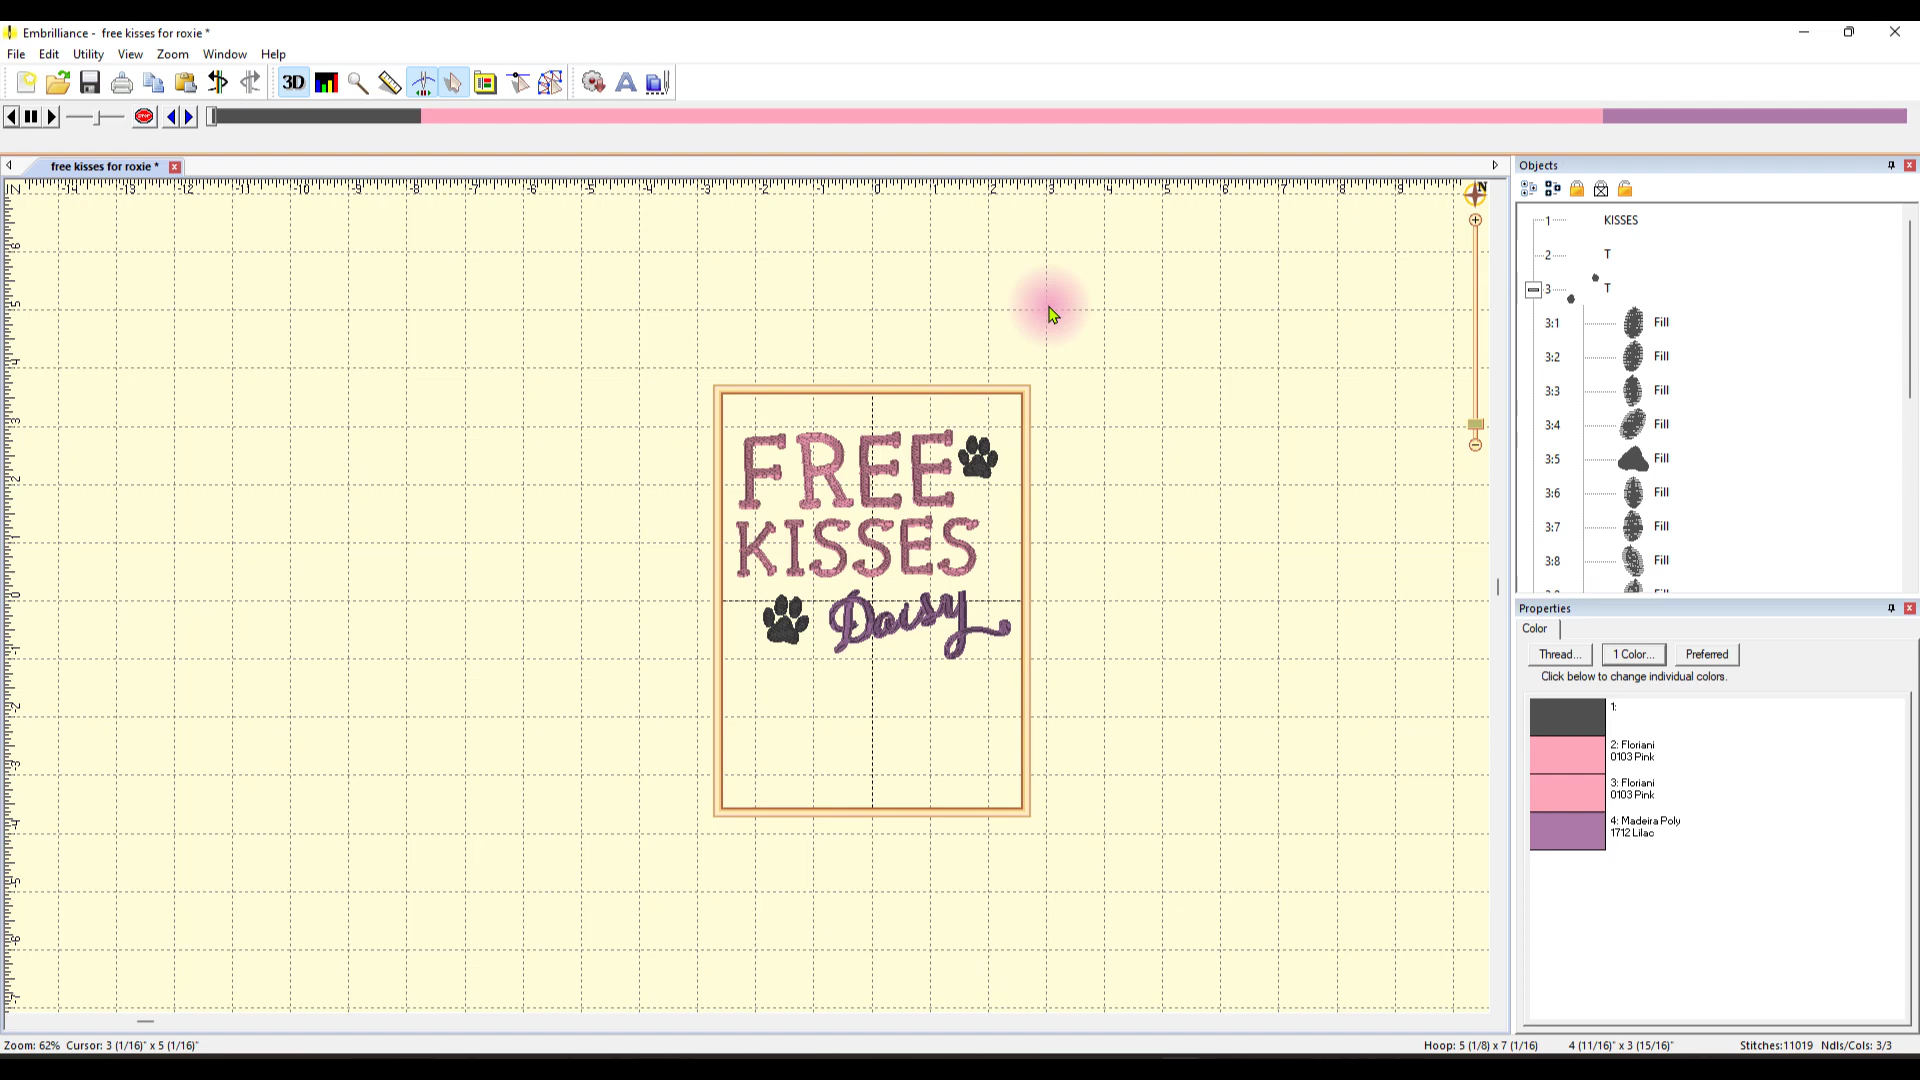 Embrilliance - free kisses for roxie *
File Edit Utility View Zoom Window Help
3D
free kisses for roxie *
IN
N
FREE
KISSES
Daisy
Objects
1 KISSES
2 T
3 T
3:1 Fill
3:2 Fill
3:3 Fill
3:4 Fill
3:5 Fill
3:6 Fill
3:7 Fill
3:8 Fill
Properties
Color
Thread... 1 Color... Preferred
Click below to change individual colors.
1:
2: Floriani
0103 Pink
3: Floriani
0103 Pink
4: Madeira Poly
1712 Lilac
Zoom: 62% Cursor: 3 (1/16)" x 5 (1/16)" Hoop: 5 (1/8) x 7 (1/16) 4 (11/16)" x 3 (15/16)" Stitches:11019 Ndls/Cols: 3/3